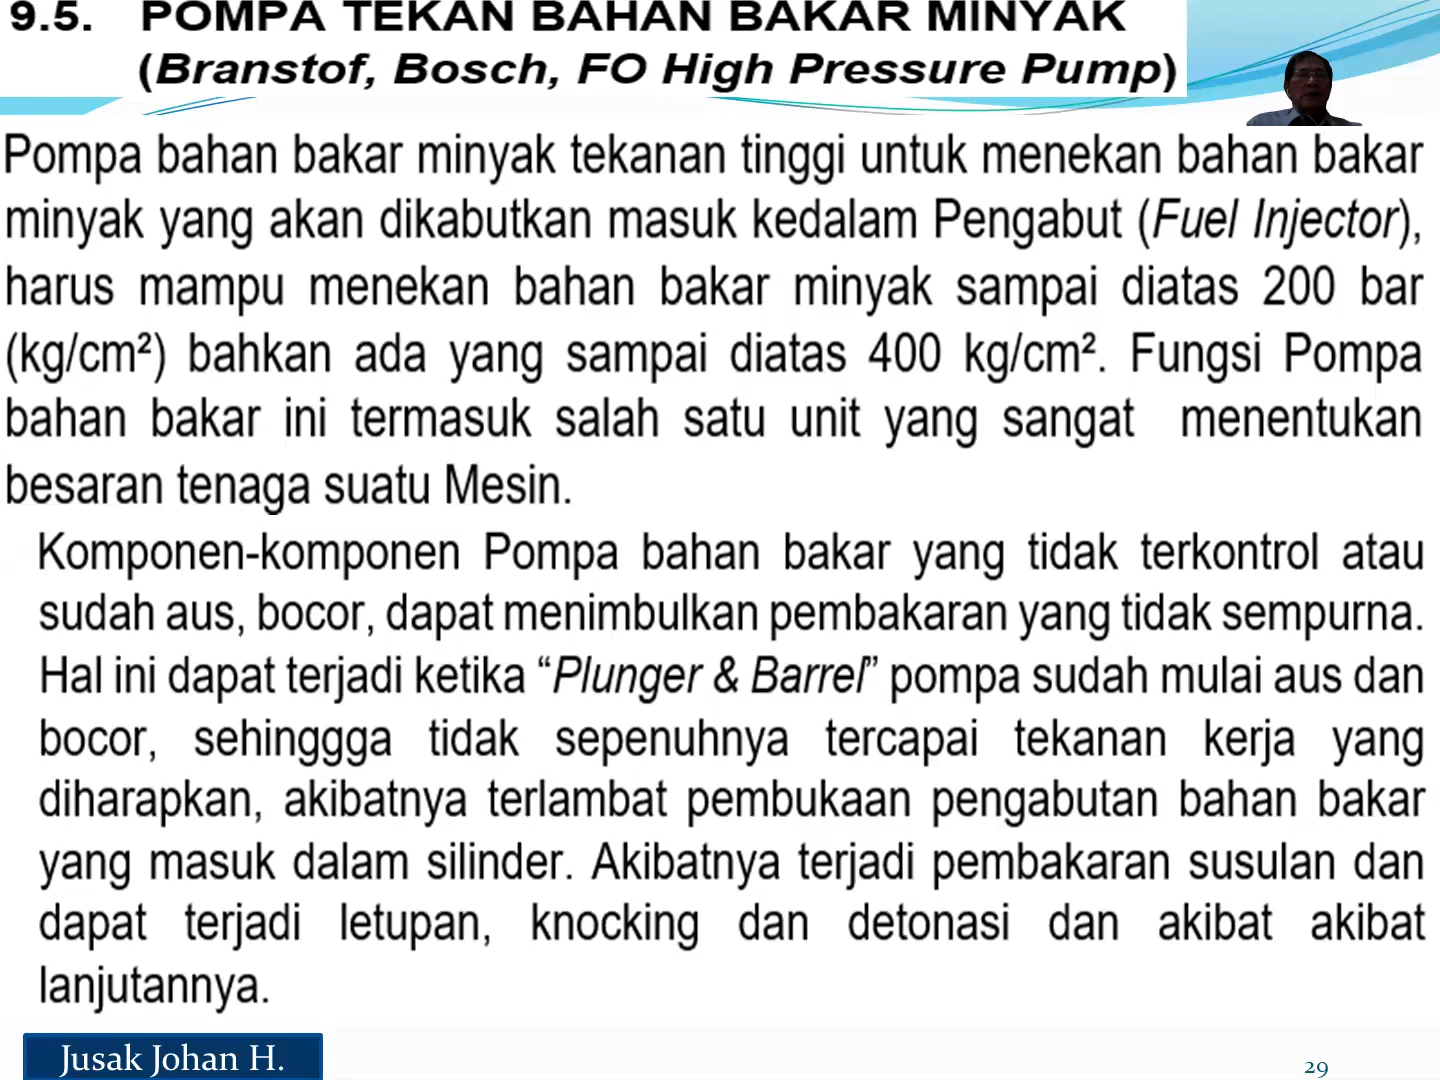 9.5. POMPA TEKAN BAHAN BAKAR MINYAK
(Branstof, Bosch, FO High Pressure Pump)
Pompa bahan bakar minyak tekanan tinggi untuk menekan bahan bakar
minyak yang akan dikabutkan masuk kedalam Pengabut (Fuel Injector),
harus mampu menekan bahan bakar minyak sampai diatas 200 bar
(kg/cm²) bahkan ada yang sampai diatas 400 kg/cm². Fungsi Pompa
bahan bakar ini termasuk salah satu unit yang sangat menentukan
besaran tenaga suatu Mesin.
Komponen-komponen Pompa bahan bakar yang tidak terkontrol atau
sudah aus, bocor, dapat menimbulkan pembakaran yang tidak sempurna.
Hal ini dapat terjadi ketika “Plunger & Barrel” pompa sudah mulai aus dan
bocor, sehinggga tidak sepenuhnya tercapai tekanan kerja yang
diharapkan, akibatnya terlambat pembukaan pengabutan bahan bakar
yang masuk dalam silinder. Akibatnya terjadi pembakaran susulan dan
dapat terjadi letupan, knocking dan detonasi dan akibat akibat
lanjutannya.
Jusak Johan H.
29